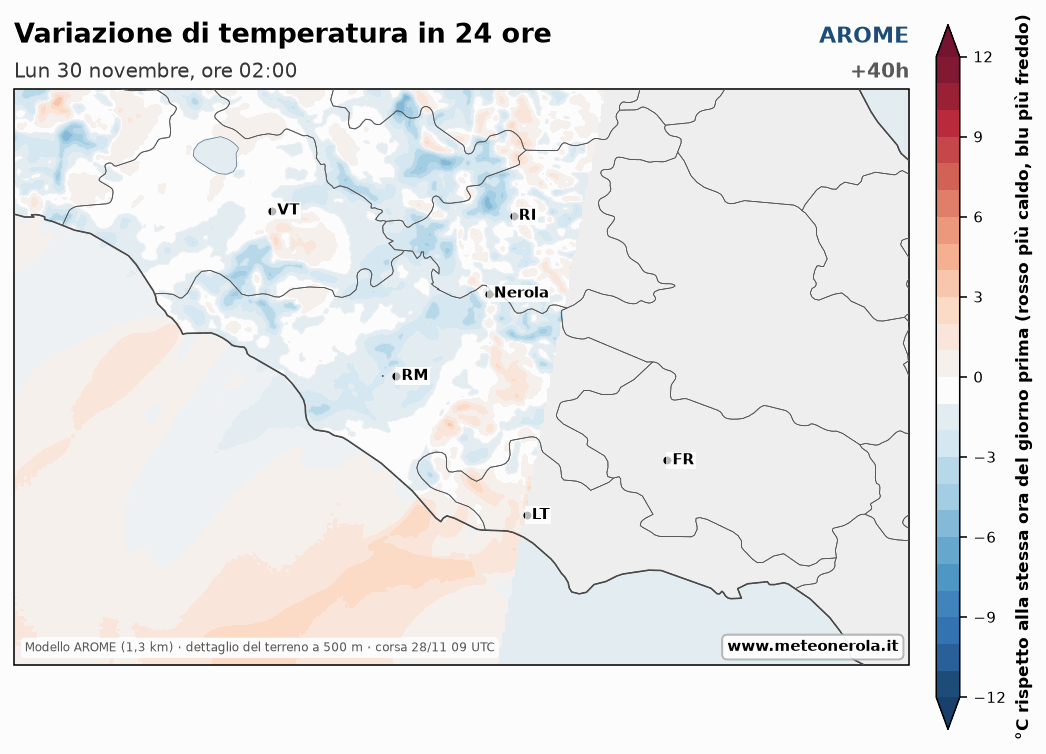 Variazione di temperatura in 24 ore
AROME
Lun 30 novembre, ore 02:00
+40h
VT
RI
Nerola
RM
FR
LT
Modello AROME (1,3 km) · dettaglio del terreno a 500 m · corsa 28/11 09 UTC
www.meteonerola.it
12
9
6
3
0
−3
−6
−9
−12
°C rispetto alla stessa ora del giorno prima (rosso più caldo, blu più freddo)